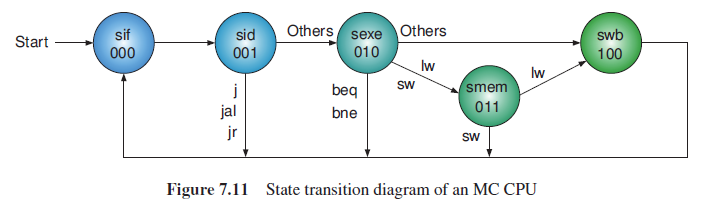 Start
sif
000
sid
001
Others
sexe
010
Others
swb
100
lw
sw
lw
smem
011
j
jal
jr
beq
bne
sw
Figure 7.11 State transition diagram of an MC CPU